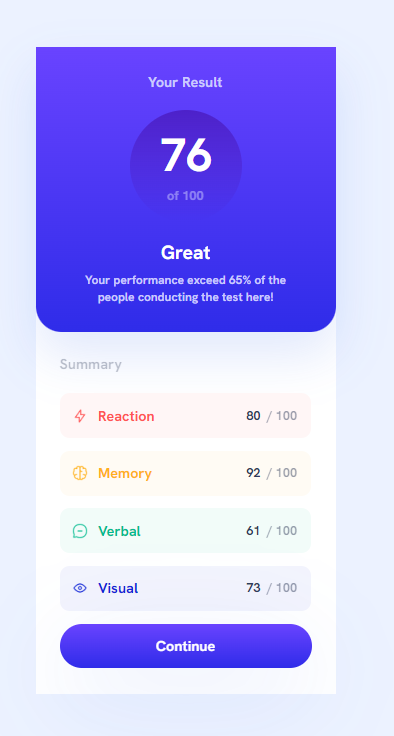 Your Result
76
of 100
Great
Your performance exceed 65% of the
people conducting the test here!
Summary
Reaction 80 / 100
Memory 92 / 100
Verbal 61 / 100
Visual 73 / 100
Continue